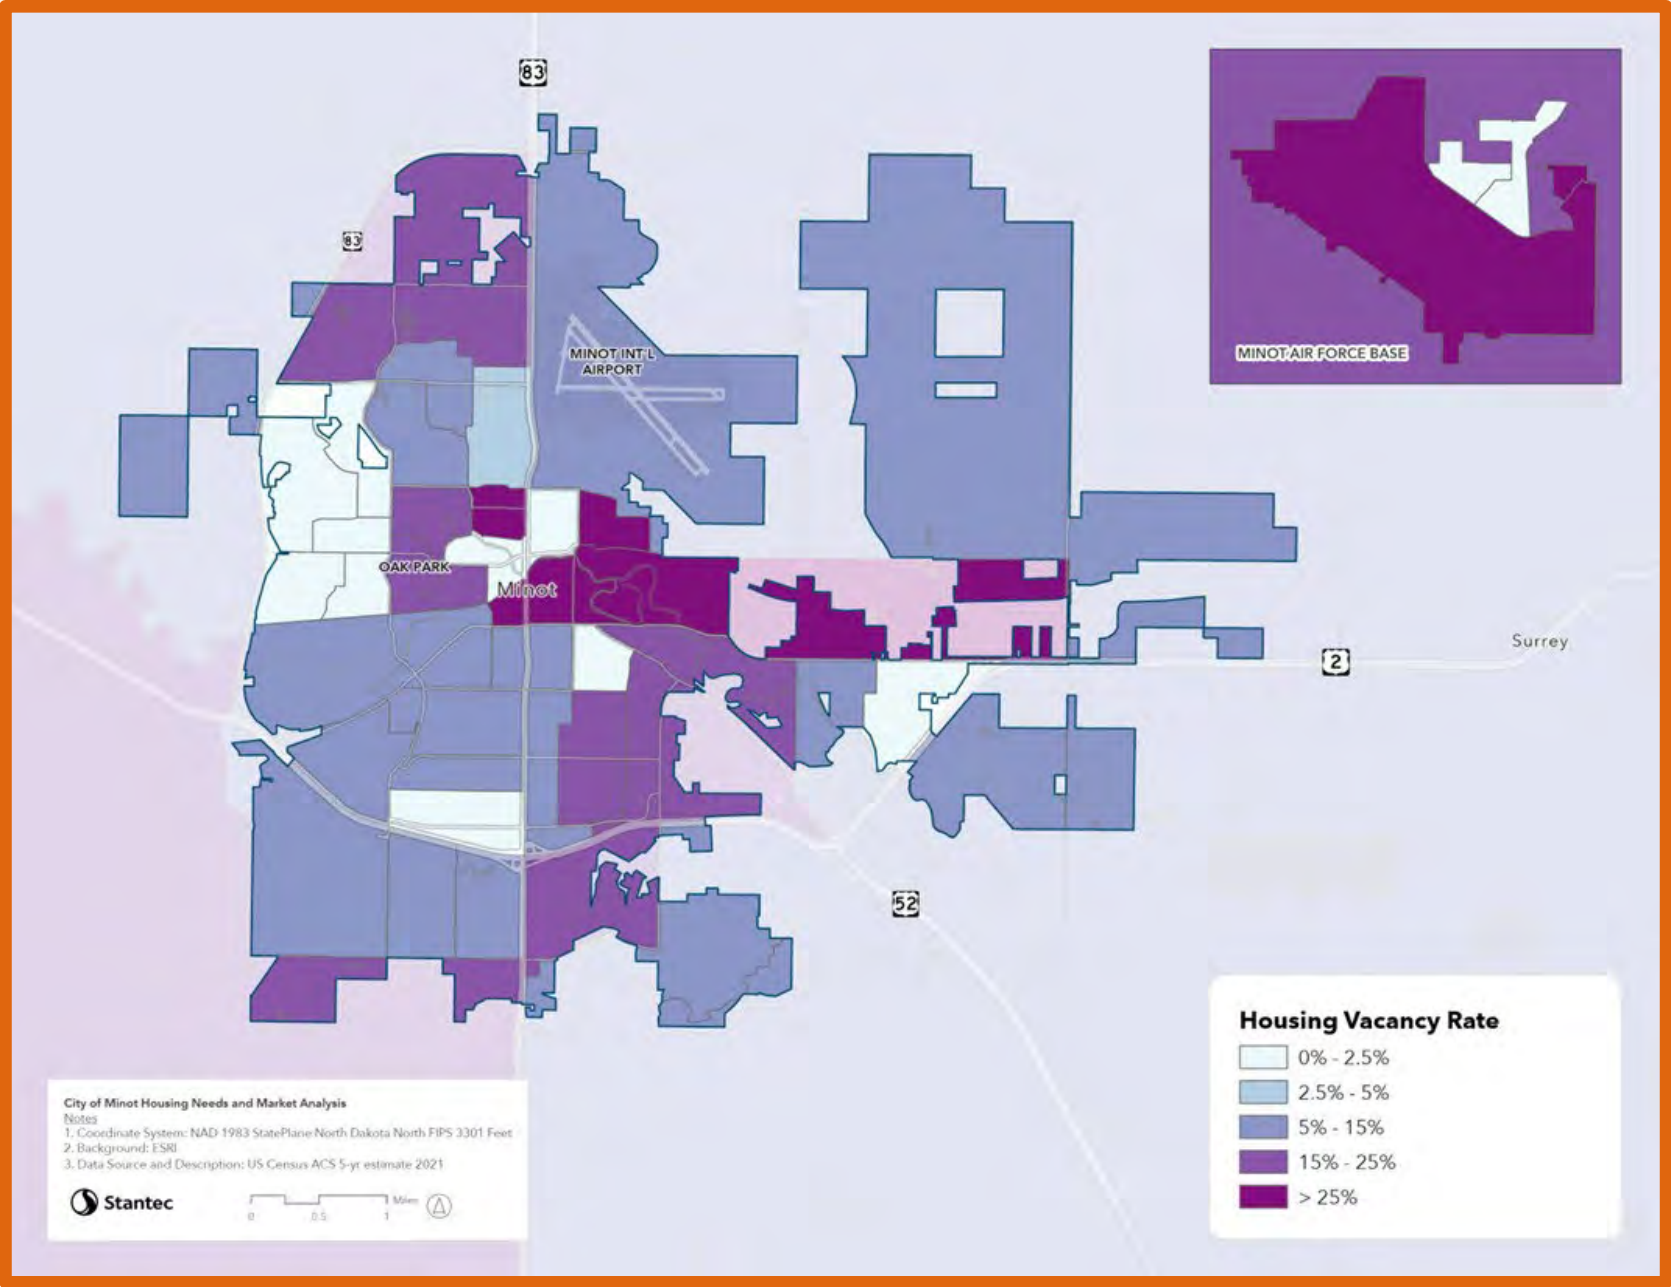 83
83
MINOT INT'L
AIRPORT
MINOT AIR FORCE BASE
OAK PARK
Minot
Surrey
2
52
Housing Vacancy Rate
0% - 2.5%
2.5% - 5%
5% - 15%
15% - 25%
> 25%
City of Minot Housing Needs and Market Analysis
Notes
1. Coordinate System: NAD 1983 StatePlane North Dakota North FIPS 3301 Feet
2. Background: ESRI
3. Data Source and Description: US Census ACS 5-yr estimate 2021
Stantec
Miles
0 0.5 1